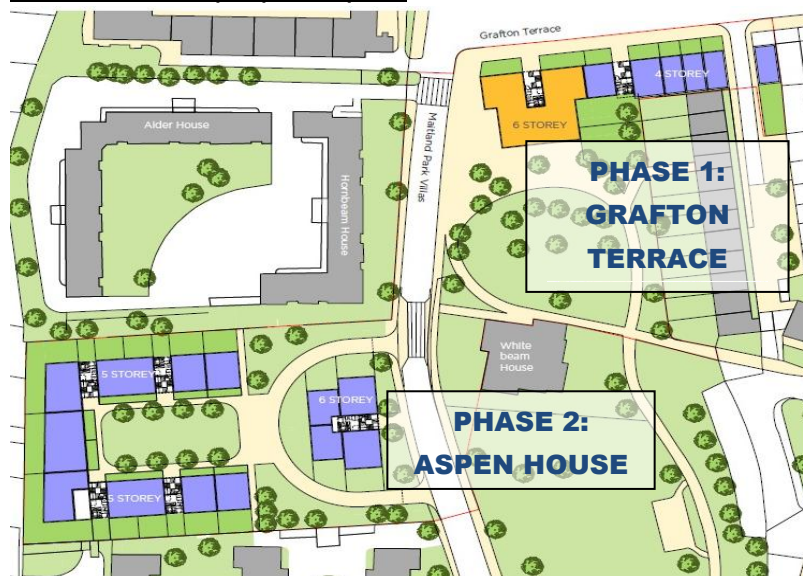 Grafton Terrace
4 STOREY
6 STOREY
Alder House
Maitland Park Villas
Hornbeam House
PHASE 1:
GRAFTON
TERRACE
White
beam
House
5 STOREY
6 STOREY
PHASE 2:
ASPEN HOUSE
5 STOREY